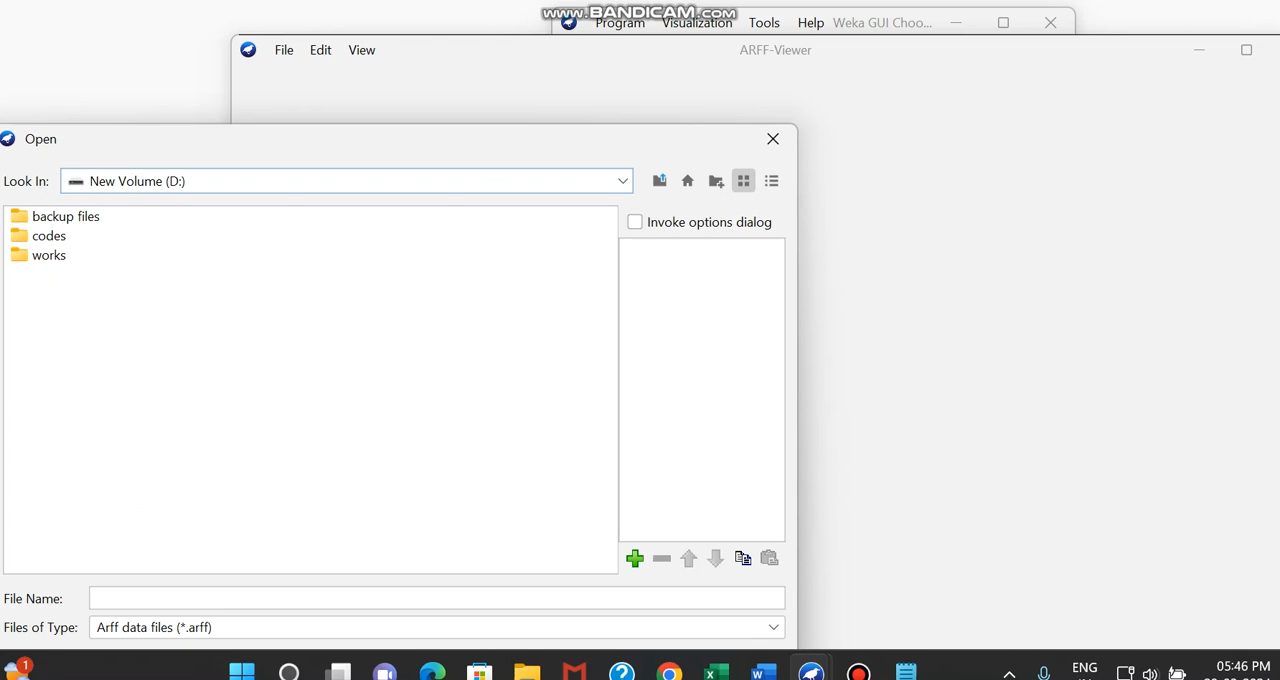 www.BANDICAM.com
Program Visualization Tools Help Weka GUI Choo...
File Edit View ARFF-Viewer
Open
Look In: New Volume (D:)
backup files
Invoke options dialog
codes
works
File Name:
Files of Type: Arff data files (*.arff)
1
ENG
05:46 PM